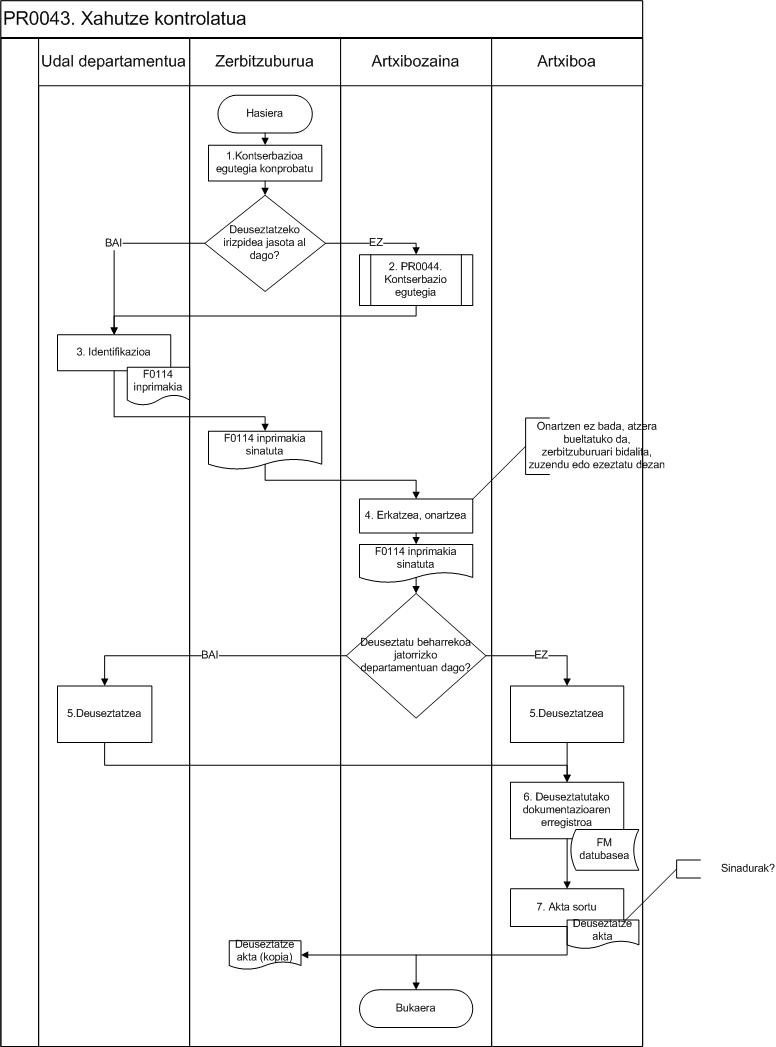 PR0043. Xahutze kontrolatua
Udal departamentua
Zerbitzuburua
Artxibozaina
Artxiboa
Hasiera
1.Kontserbazioa
egutegia konprobatu
Deuseztatzeko
irizpidea jasota al
dago?
BAI
EZ
2. PR0044.
Kontserbazio
egutegia
3. Identifikazioa
F0114
inprimakia
F0114 inprimakia
sinatuta
Onartzen ez bada, atzera
bueltatuko da,
zerbitzuburuari bidalita,
zuzendu edo ezeztatu dezan
4. Erkatzea, onartzea
F0114 inprimakia
sinatuta
Deuseztatu beharrekoa
jatorrizko
departamentuan dago?
BAI
EZ
5.Deuseztatzea
5.Deuseztatzea
6. Deuseztatutako
dokumentazioaren
erregistroa
FM
datubasea
Sinadurak?
7. Akta sortu
Deuseztatze
akta
Deuseztatze
akta (kopia)
Bukaera